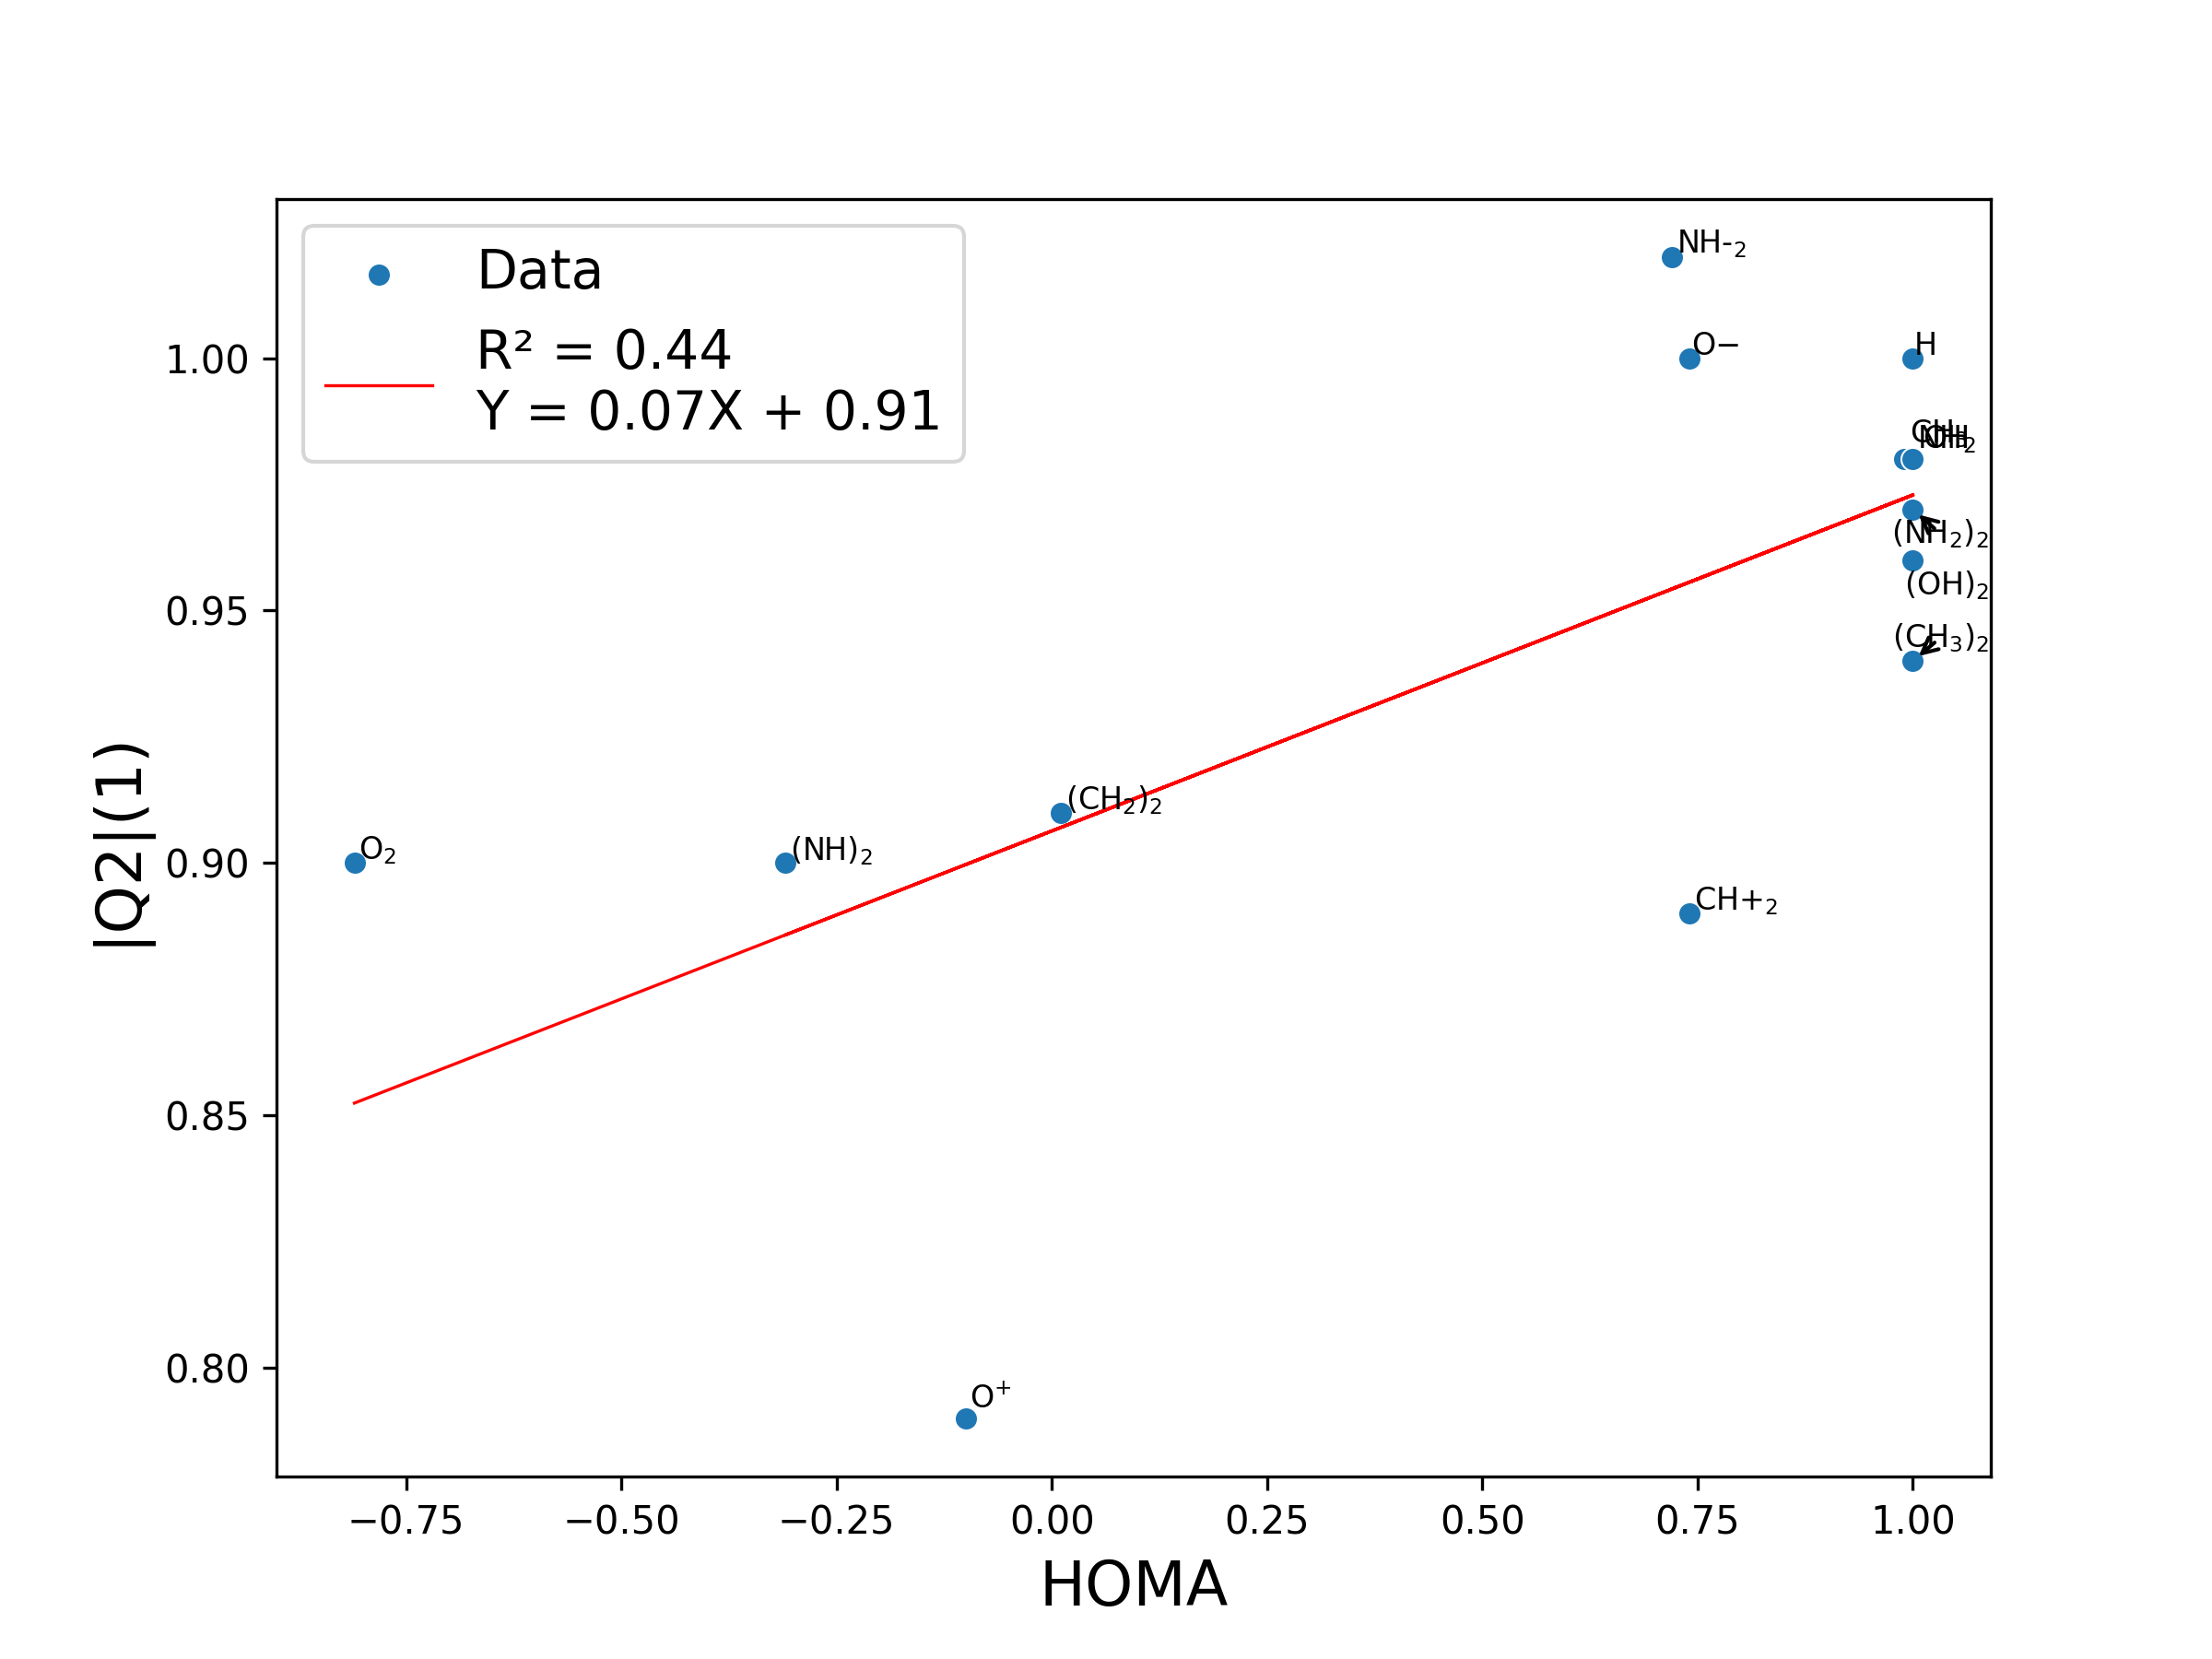 Data
R² = 0.44
Y = 0.07X + 0.91
NH-₂
O−
H
(NH₂)₂
(OH)₂
(CH₃)₂
(CH₂)₂
O₂
(NH)₂
CH+₂
O⁺
1.00
0.95
0.90
0.85
0.80
|Q2|(1)
−0.75
−0.50
−0.25
0.00
0.25
0.50
0.75
1.00
HOMA